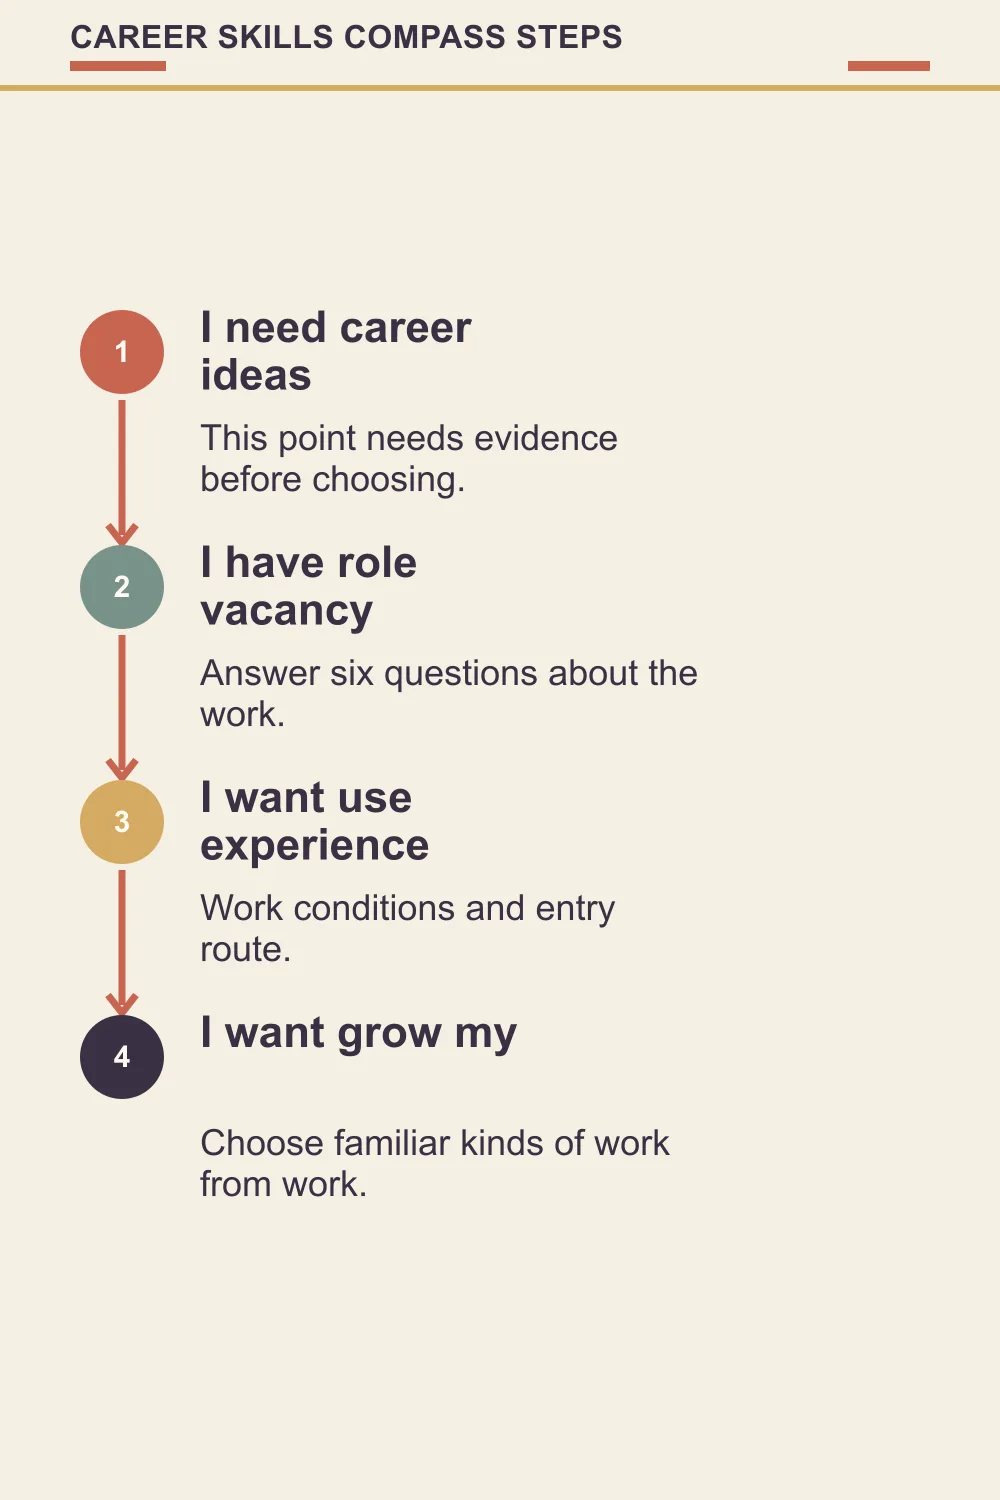 CAREER SKILLS COMPASS STEPS
1
I need career
ideas
This point needs evidence
before choosing.
2
I have role
vacancy
Answer six questions about the
work.
3
I want use
experience
Work conditions and entry
route.
4
I want grow my
Choose familiar kinds of work
from work.